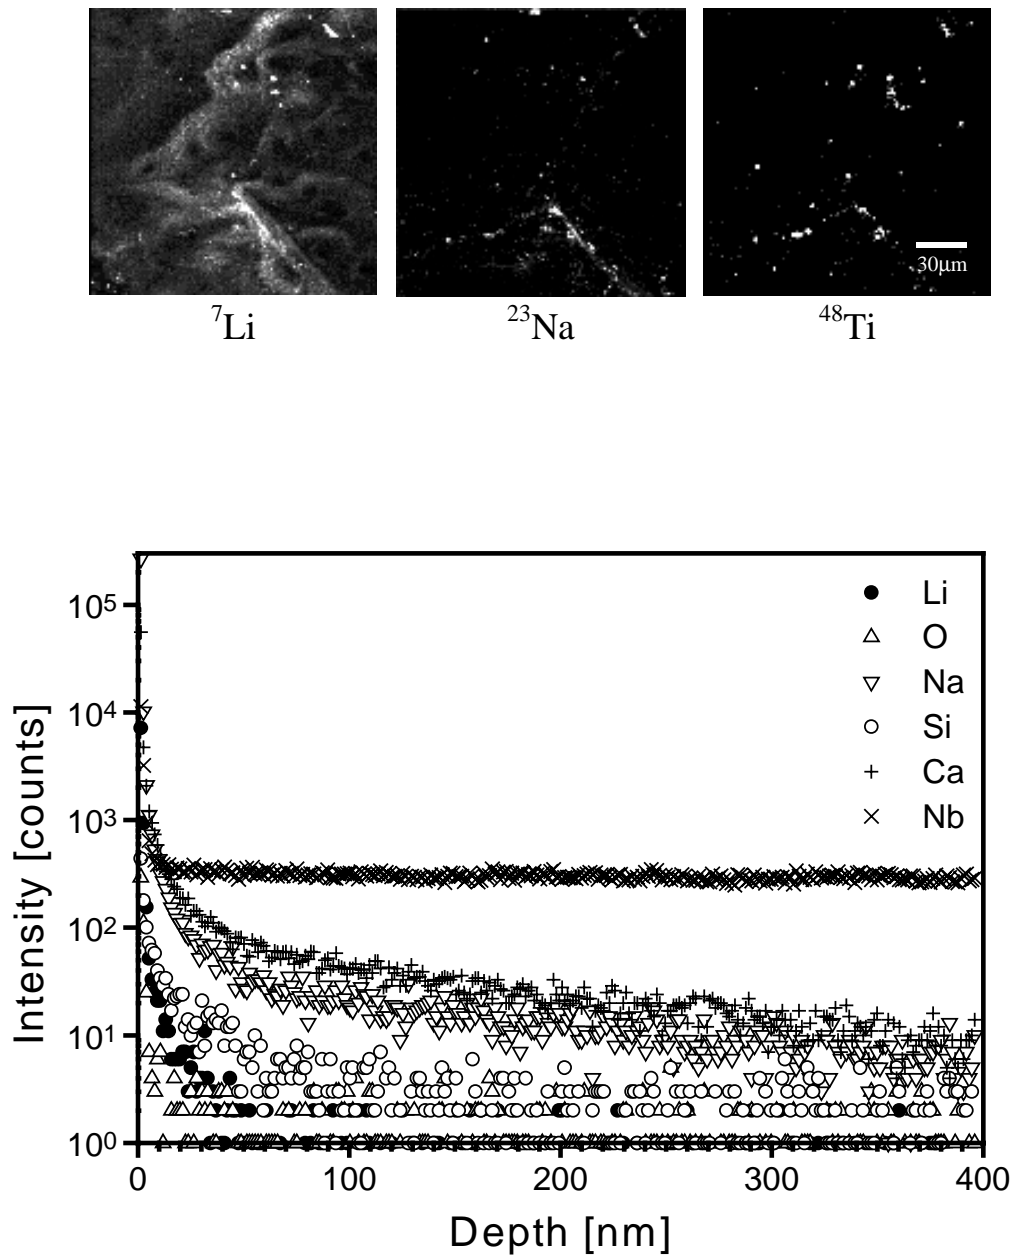 30μm
⁷Li ²³Na ⁴⁸Ti
Li
O
Na
Si
Ca
Nb
Intensity [counts]
10⁵
10⁴
10³
10²
10¹
10⁰
0 100 200 300 400
Depth [nm]